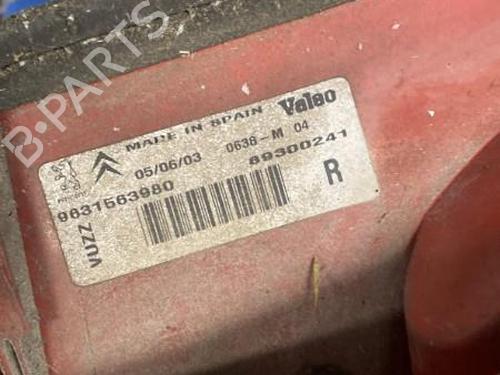 B-PARTS
MADE IN SPAIN Valeo
05/06/03 0638-M 04
9631563980 89300241
VUZZ R